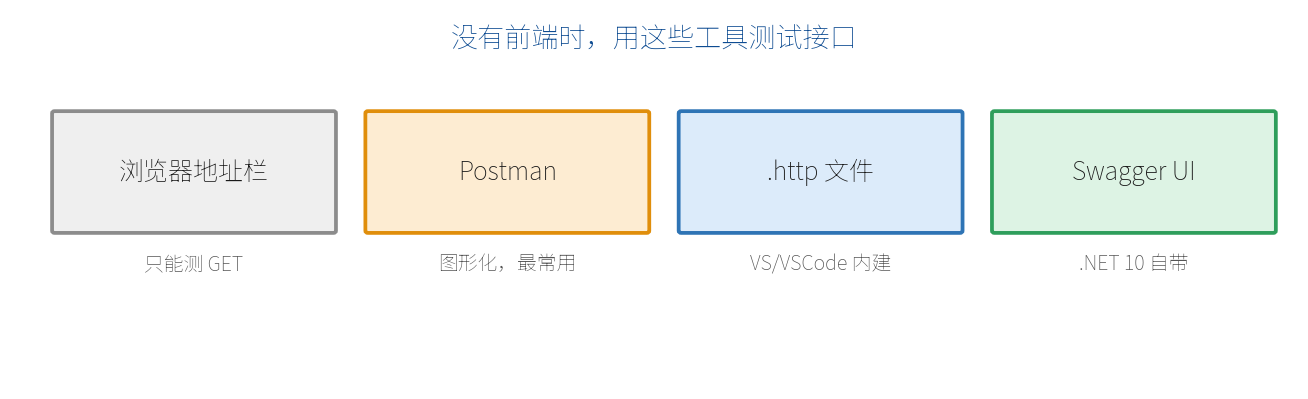 没有前端时，用这些工具测试接口
浏览器地址栏
Postman
.http 文件
Swagger UI
只能测 GET
图形化，最常用
VS/VSCode 内建
.NET 10 自带